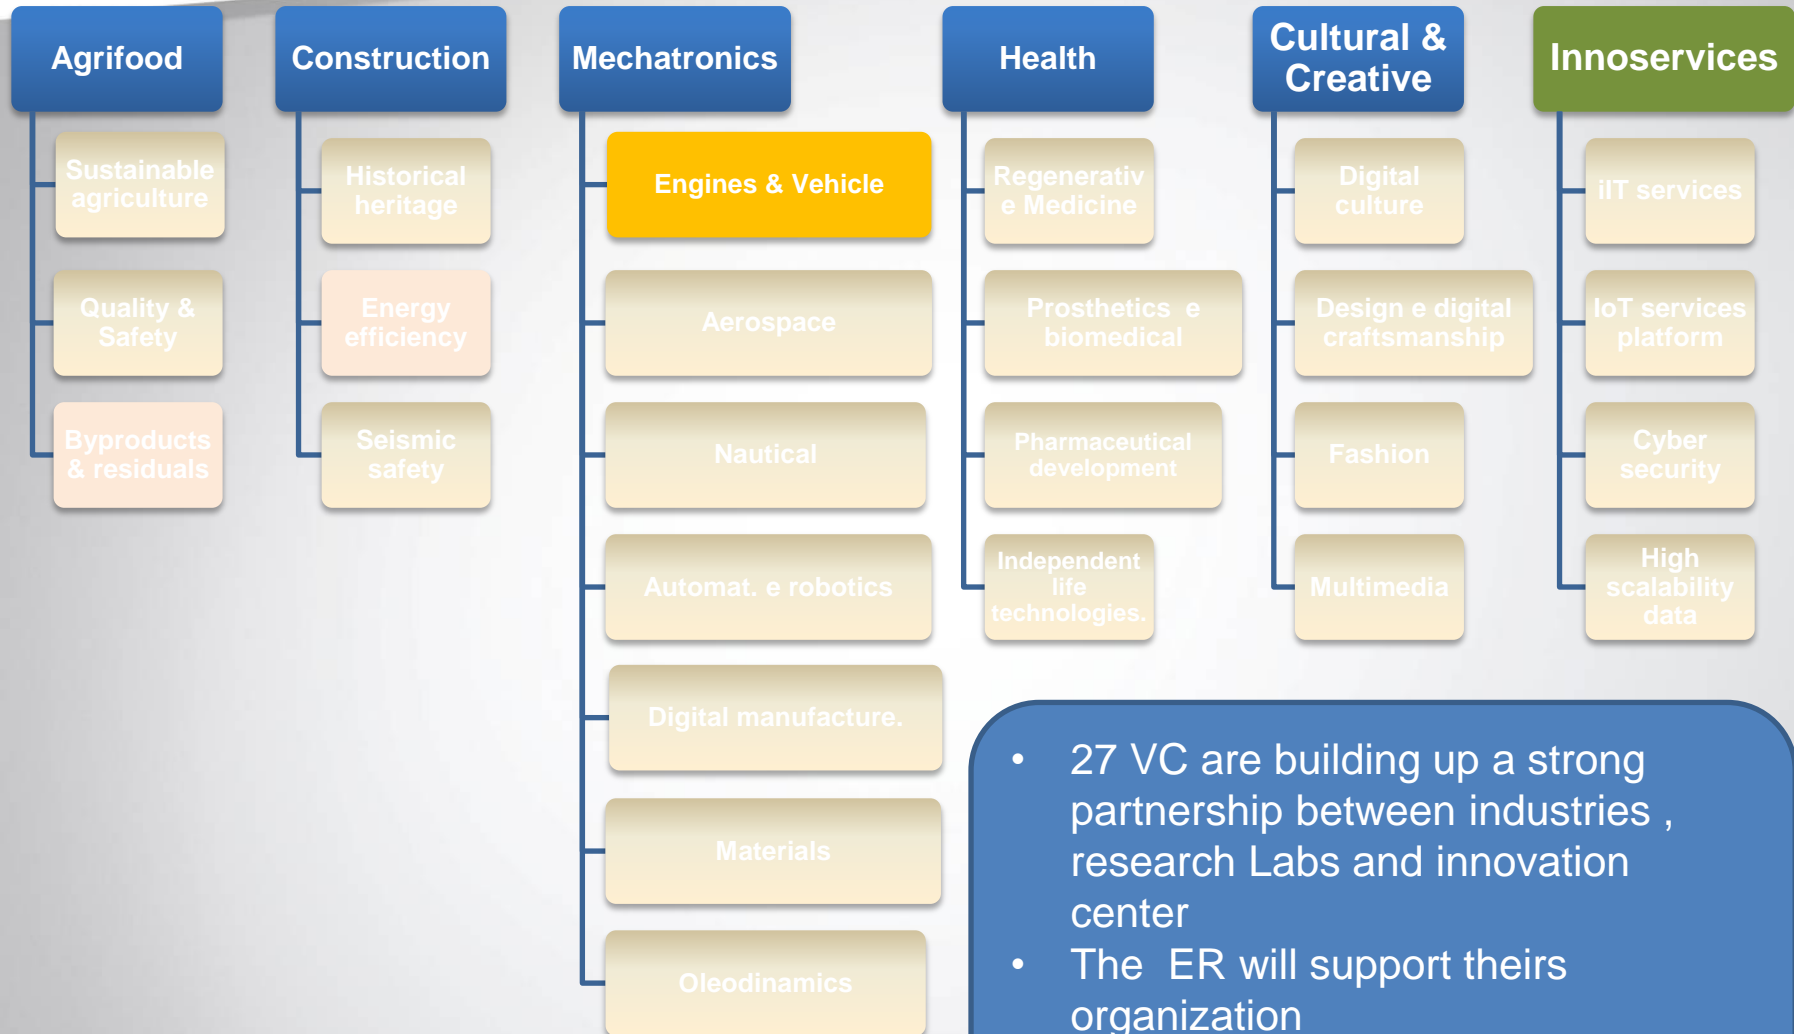 Agrifood
Sustainable
agriculture
Quality &
Safety
Byproducts
& residuals
Construction
Historical
heritage
Energy
efficiency
Seismic
safety
Mechatronics
Engines & Vehicle
Aerospace
Nautical
Automat. e robotics
Digital manufacture.
Materials
Oleodinamics
Health
Regenerativ
e Medicine
Prosthetics e
biomedical
Pharmaceutical
development
Independent
life
technologies.
Cultural &
Creative
Digital
culture
Design e digital
craftsmanship
Fashion
Multimedia
Innoservices
iIT services
IoT services
platform
Cyber
security
High
scalability
data
• 27 VC are building up a strong
partnership between industries ,
research Labs and innovation
center
• The ER will support theirs
organization